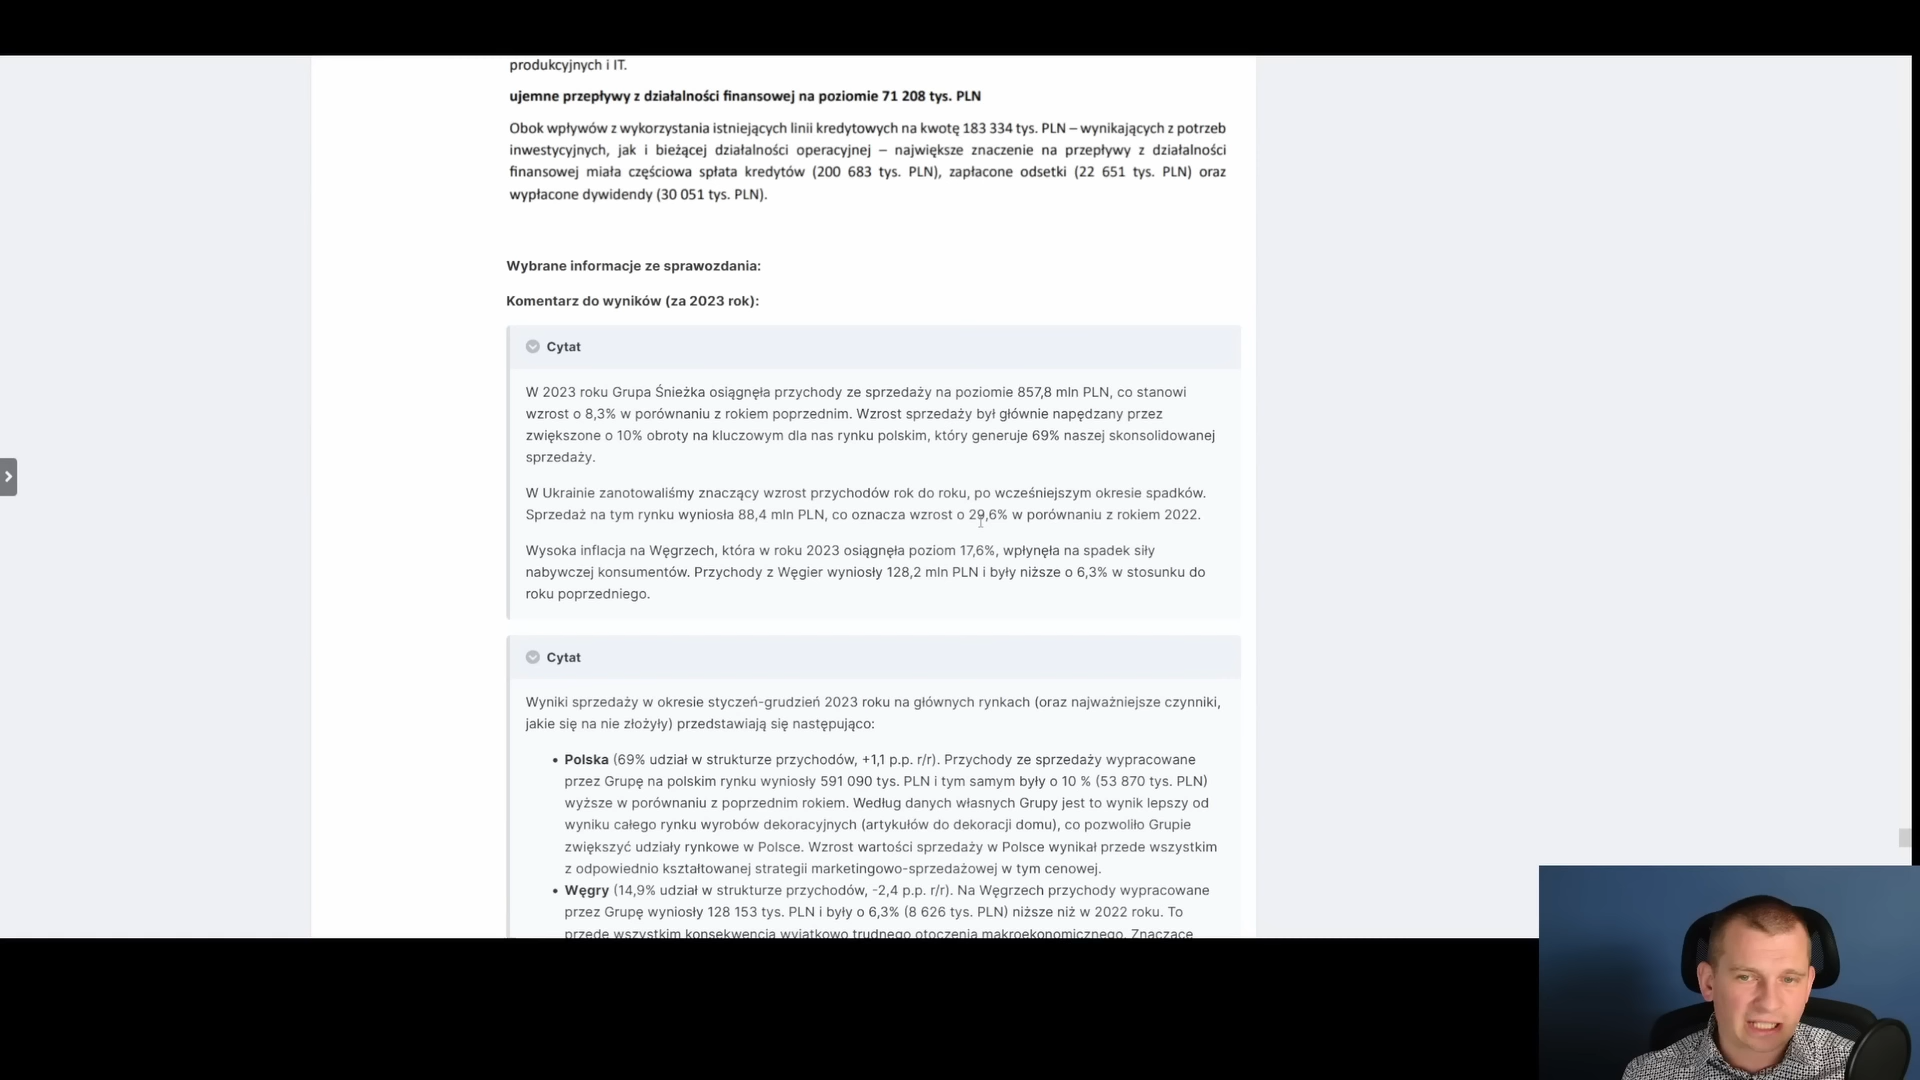 produkcyjnych i IT.
ujemne przepływy z działalności finansowej na poziomie 71 208 tys. PLN
Obok wpływów z wykorzystania istniejących linii kredytowych na kwotę 183 334 tys. PLN – wynikających z potrzeb
inwestycyjnych, jak i bieżącej działalności operacyjnej – największe znaczenie na przepływy z działalności
finansowej miała częściowa spłata kredytów (200 683 tys. PLN), zapłacone odsetki (22 651 tys. PLN) oraz
wypłacone dywidendy (30 051 tys. PLN).
Wybrane informacje ze sprawozdania:
Komentarz do wyników (za 2023 rok):
Cytat
W 2023 roku Grupa Śnieżka osiągnęła przychody ze sprzedaży na poziomie 857,8 mln PLN, co stanowi
wzrost o 8,3% w porównaniu z rokiem poprzednim. Wzrost sprzedaży był głównie napędzany przez
zwiększone o 10% obroty na kluczowym dla nas rynku polskim, który generuje 69% naszej skonsolidowanej
sprzedaży.
W Ukrainie zanotowaliśmy znaczący wzrost przychodów rok do roku, po wcześniejszym okresie spadków.
Sprzedaż na tym rynku wyniosła 88,4 mln PLN, co oznacza wzrost o 29,6% w porównaniu z rokiem 2022.
Wysoka inflacja na Węgrzech, która w roku 2023 osiągnęła poziom 17,6%, wpłynęła na spadek siły
nabywczej konsumentów. Przychody z Węgier wyniosły 128,2 mln PLN i były niższe o 6,3% w stosunku do
roku poprzedniego.
Cytat
Wyniki sprzedaży w okresie styczeń-grudzień 2023 roku na głównych rynkach (oraz najważniejsze czynniki,
jakie się na nie złożyły) przedstawiają się następująco:
• Polska (69% udział w strukturze przychodów, +1,1 p.p. r/r). Przychody ze sprzedaży wypracowane
przez Grupę na polskim rynku wyniosły 591 090 tys. PLN i tym samym były o 10 % (53 870 tys. PLN)
wyższe w porównaniu z poprzednim rokiem. Według danych własnych Grupy jest to wynik lepszy od
wyniku całego rynku wyrobów dekoracyjnych (artykułów do dekoracji domu), co pozwoliło Grupie
zwiększyć udziały rynkowe w Polsce. Wzrost wartości sprzedaży w Polsce wynikał przede wszystkim
z odpowiednio kształtowanej strategii marketingowo-sprzedażowej w tym cenowej.
• Węgry (14,9% udział w strukturze przychodów, -2,4 p.p. r/r). Na Węgrzech przychody wypracowane
przez Grupę wyniosły 128 153 tys. PLN i były o 6,3% (8 626 tys. PLN) niższe niż w 2022 roku. To
przede wszystkim konsekwencja wyjątkowo trudnego otoczenia makroekonomicznego. Znaczące